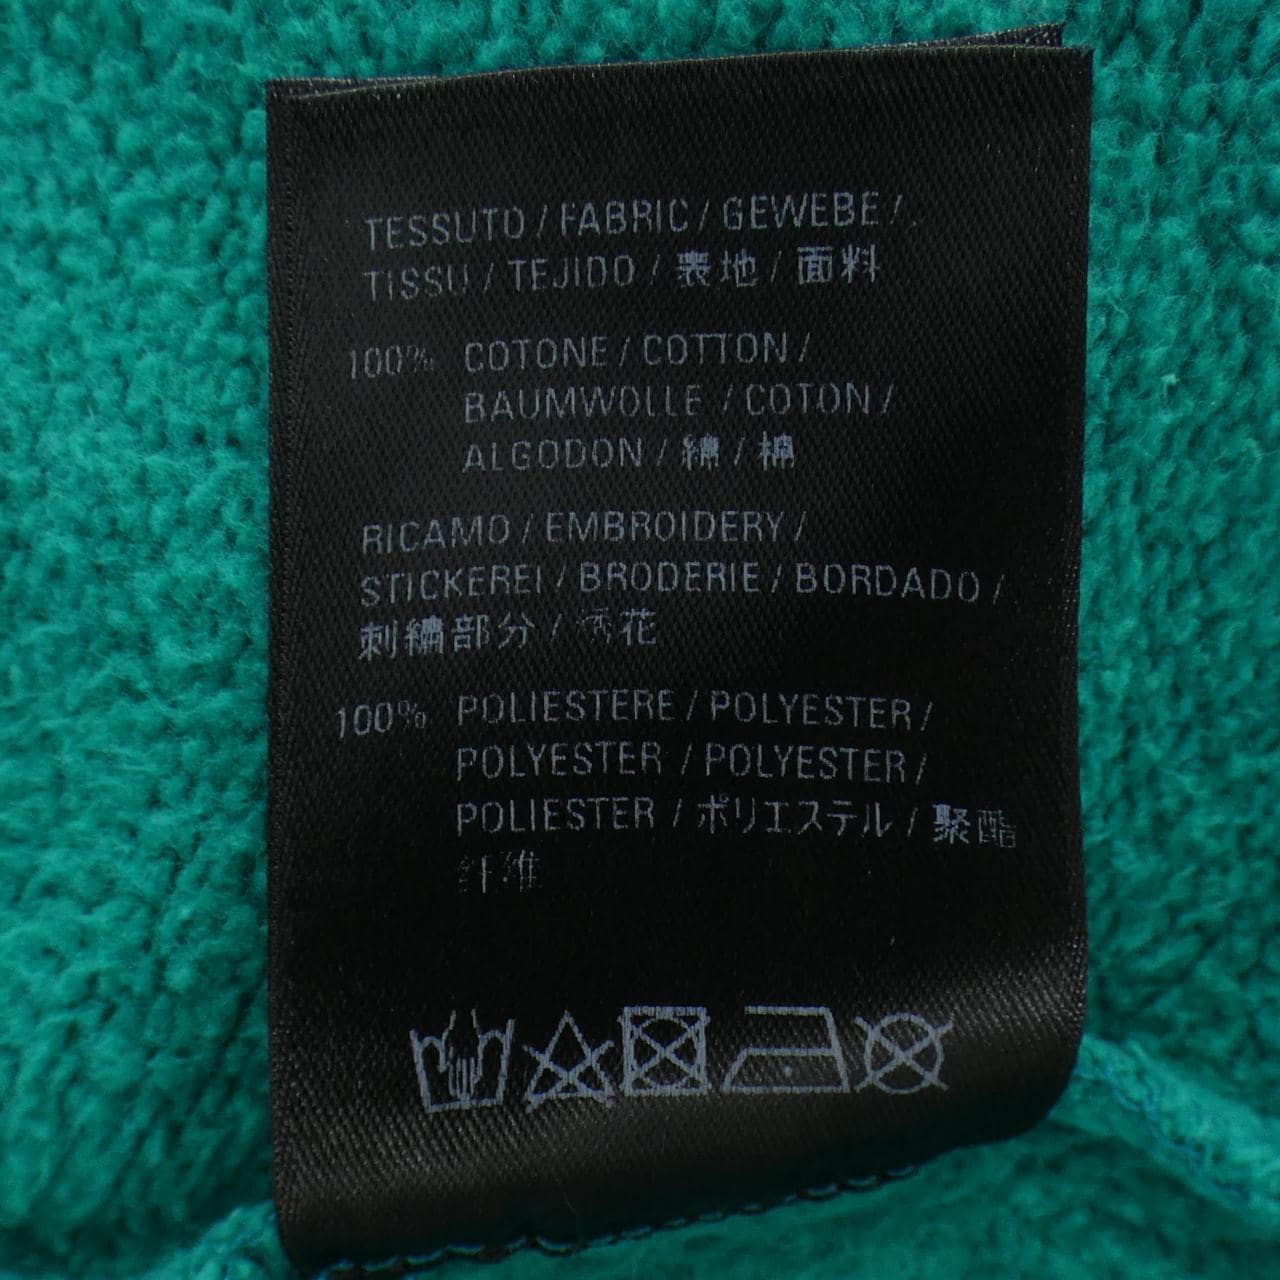 TESSUTO / FABRIC / GEWEBE /
TISSU / TEJIDO / 表地 / 面料
100% COTONE / COTTON /
BAUMWOLLE / COTON /
ALGODON / 綿 / 棉
RICAMO / EMBROIDERY /
STICKEREI / BRODERIE / BORDADO /
刺繍部分 / 绣花
100% POLIESTERE / POLYESTER /
POLYESTER / POLYESTER /
POLIESTER / ポリエステル / 聚酯
纤维